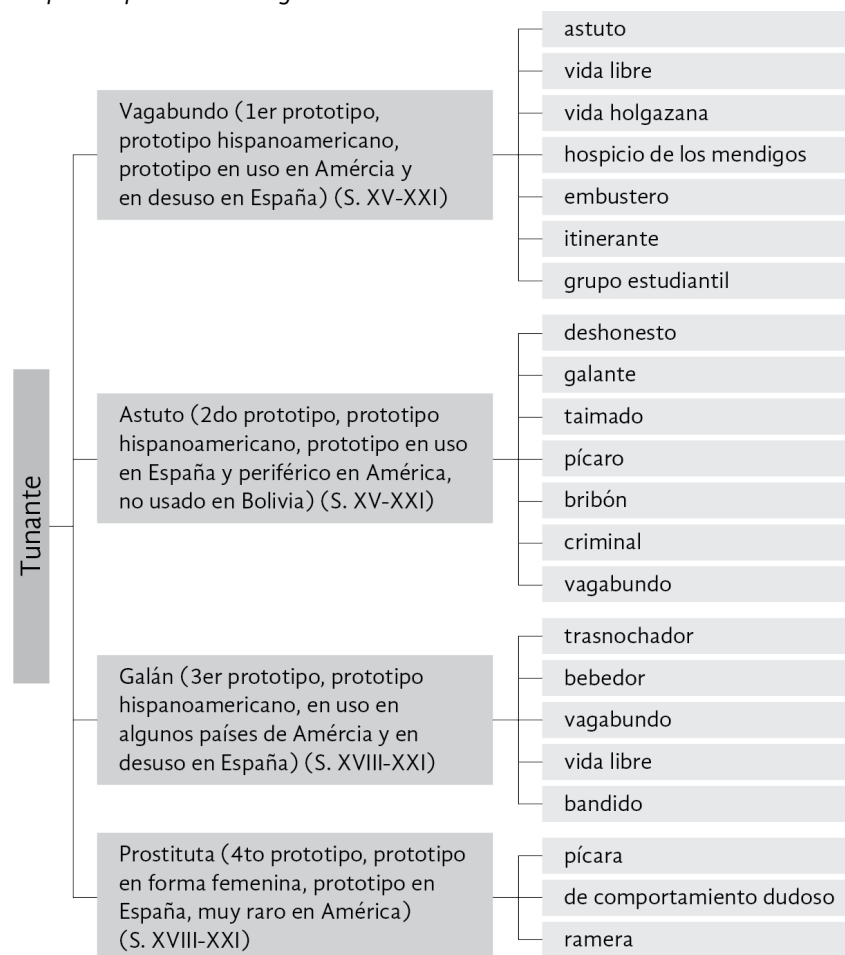 Tunante
Vagabundo (1er prototipo,
prototipo hispanoamericano,
prototipo en uso en Amércia y
en desuso en España) (S. XV-XXI)
astuto
vida libre
vida holgazana
hospicio de los mendigos
embustero
itinerante
grupo estudiantil
Astuto (2do prototipo, prototipo
hispanoamericano, prototipo en uso
en España y periférico en América,
no usado en Bolivia) (S. XV-XXI)
deshonesto
galante
taimado
pícaro
bribón
criminal
vagabundo
Galán (3er prototipo, prototipo
hispanoamericano, en uso en
algunos países de Amércia y en
desuso en España) (S. XVIII-XXI)
trasnochador
bebedor
vagabundo
vida libre
bandido
Prostituta (4to prototipo, prototipo
en forma femenina, prototipo en
España, muy raro en América)
(S. XVIII-XXI)
pícara
de comportamiento dudoso
ramera